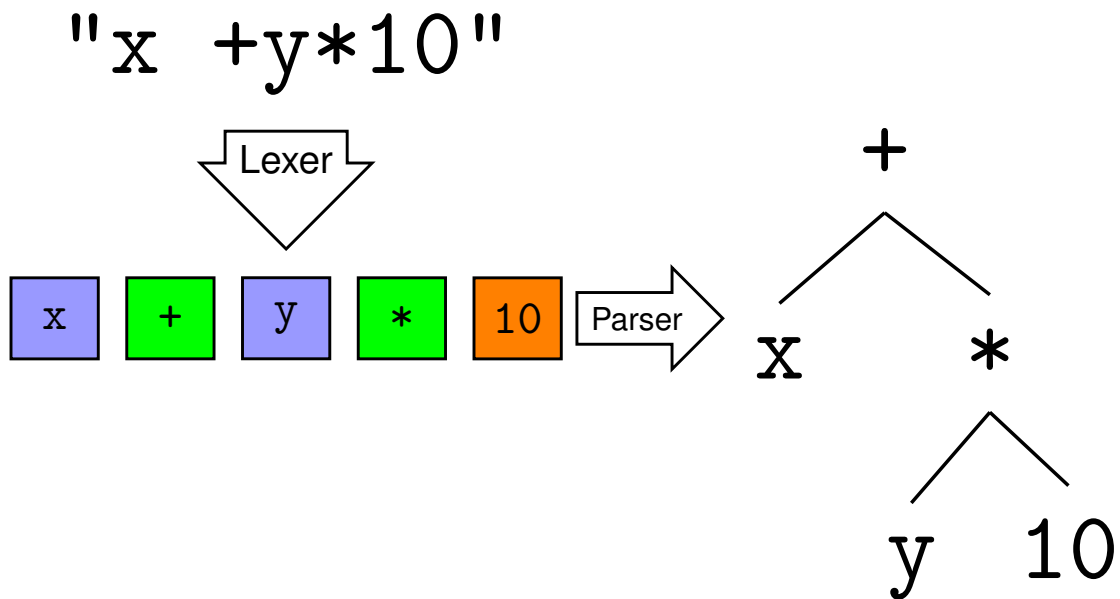 "x +y*10"
Lexer
x + y * 10
Parser
+
x *
y 10